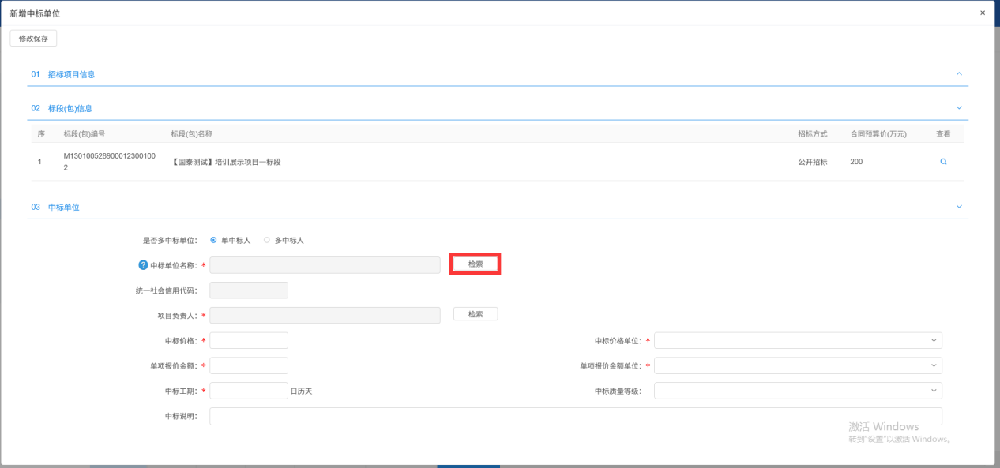 新增中标单位
×
修改保存
01 招标项目信息
02 标段(包)信息
序 标段(包)编号 标段(包)名称 招标方式 合同预算价(万元) 查看
1 M130100528900012300100
2 【国泰测试】培训展示项目一标段 公开招标 200
03 中标单位
是否多中标单位: 单中标人 多中标人
? 中标单位名称: * 检索
统一社会信用代码:
项目负责人: * 检索
中标价格: * 中标价格单位: *
单项报价金额: * 单项报价金额单位: *
中标工期: * 日历天 中标质量等级:
中标说明:
激活 Windows
转到"设置"以激活 Windows。